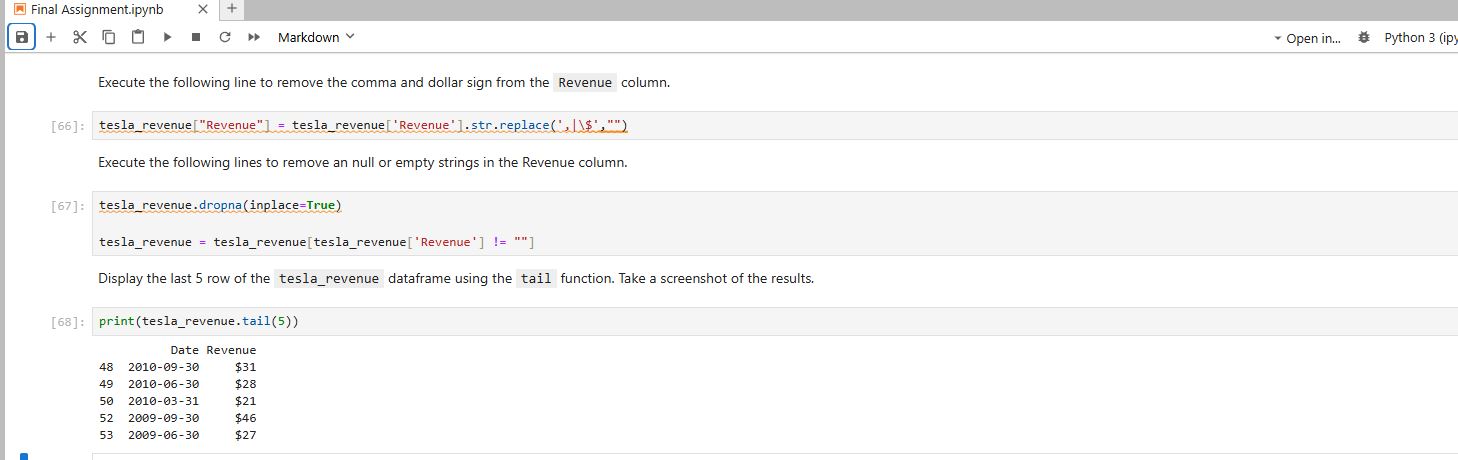 Final Assignment.ipynb
Markdown
Open in...
Python 3 (ipy
Execute the following line to remove the comma and dollar sign from the Revenue column.
[66]: tesla_revenue["Revenue"] = tesla_revenue['Revenue'].str.replace(',|\$',"")
Execute the following lines to remove an null or empty strings in the Revenue column.
[67]: tesla_revenue.dropna(inplace=True)
tesla_revenue = tesla_revenue[tesla_revenue['Revenue'] != ""]
Display the last 5 row of the tesla_revenue dataframe using the tail function. Take a screenshot of the results.
[68]: print(tesla_revenue.tail(5))
Date Revenue
48 2010-09-30 $31
49 2010-06-30 $28
50 2010-03-31 $21
52 2009-09-30 $46
53 2009-06-30 $27